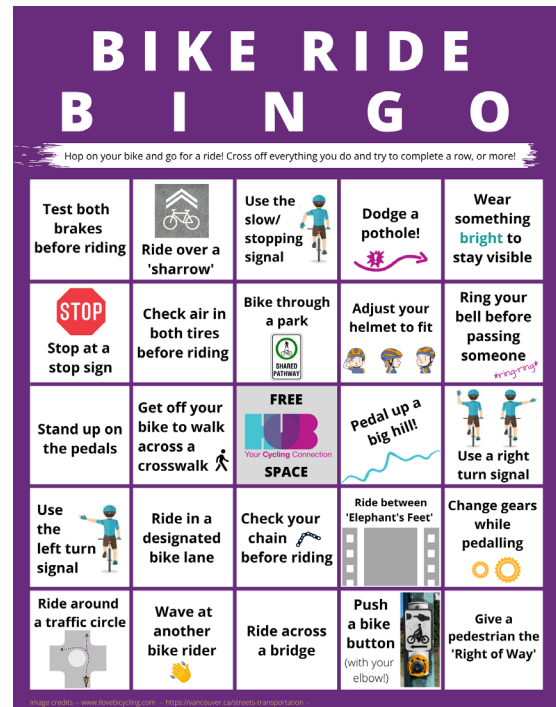 BIKE RIDE
BINGO
Hop on your bike and go for a ride! Cross off everything you do and try to complete a row, or more!
Test both
brakes
before riding
Ride over a
'sharrow'
Use the
slow/
stopping
signal
Dodge a
pothole!
Wear
something
bright to
stay visible
STOP
Stop at a
stop sign
Check air in
both tires
before riding
Bike through
a park
SHARED
PATHWAY
Adjust your
helmet to fit
Ring your
bell before
passing
someone
*ring-ring*
Stand up on
the pedals
Get off your
bike to walk
across a
crosswalk
FREE
HUB
Your Cycling Connection
SPACE
Pedal up a
big hill!
Use a right
turn signal
Use
the
left turn
signal
Ride in a
designated
bike lane
Check your
chain
before riding
Ride between
'Elephant's Feet'
Change gears
while
pedalling
Ride around
a traffic circle
Wave at
another
bike rider
Ride across
a bridge
Push
a bike
button
(with your
elbow!)
Give a
pedestrian the
'Right of Way'
image credits -- www.ilovebicycling.com -- https://vancouver.ca/streets-transportation --